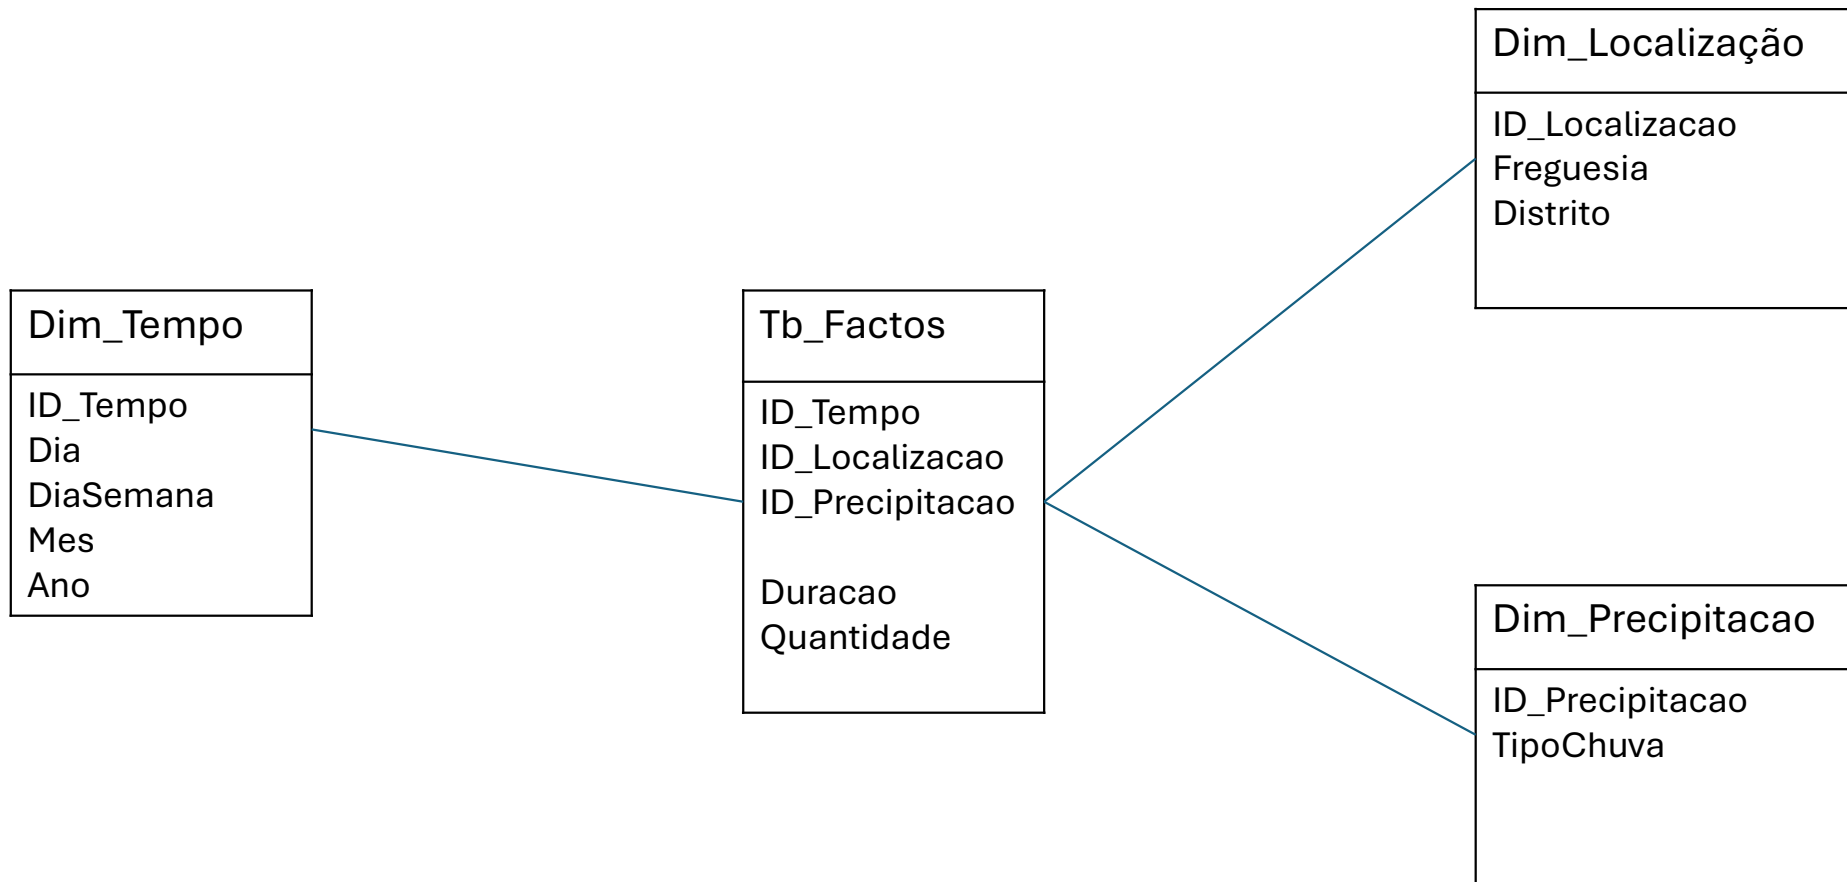 Dim_Tempo
ID_Tempo
Dia
DiaSemana
Mes
Ano
Tb_Factos
ID_Tempo
ID_Localizacao
ID_Precipitacao
Duracao
Quantidade
Dim_Localização
ID_Localizacao
Freguesia
Distrito
Dim_Precipitacao
ID_Precipitacao
TipoChuva